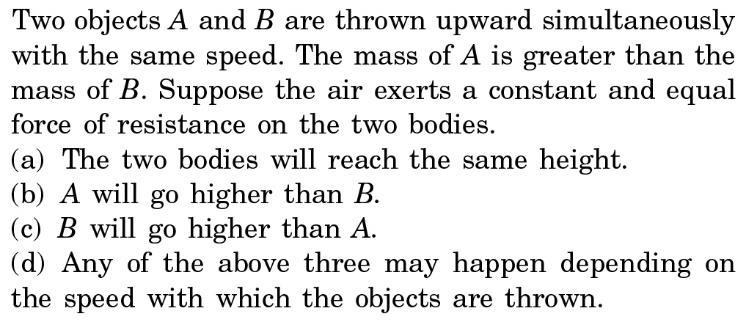 Two objects A and B are thrown upward simultaneously
with the same speed. The mass of A is greater than the
mass of B. Suppose the air exerts a constant and equal
force of resistance on the two bodies.
(a) The two bodies will reach the same height.
(b) A will go higher than B.
(c) B will go higher than A.
(d) Any of the above three may happen depending on
the speed with which the objects are thrown.